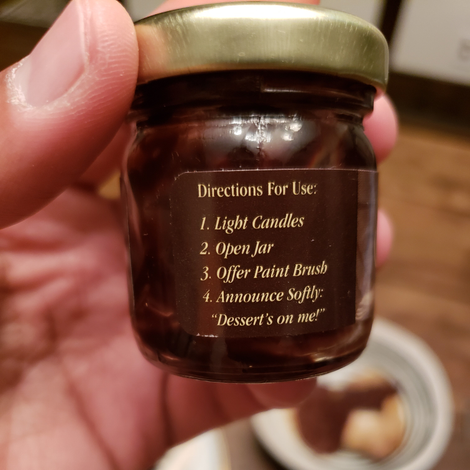 Directions For Use:
1. Light Candles
2. Open Jar
3. Offer Paint Brush
4. Announce Softly:
"Dessert's on me!"